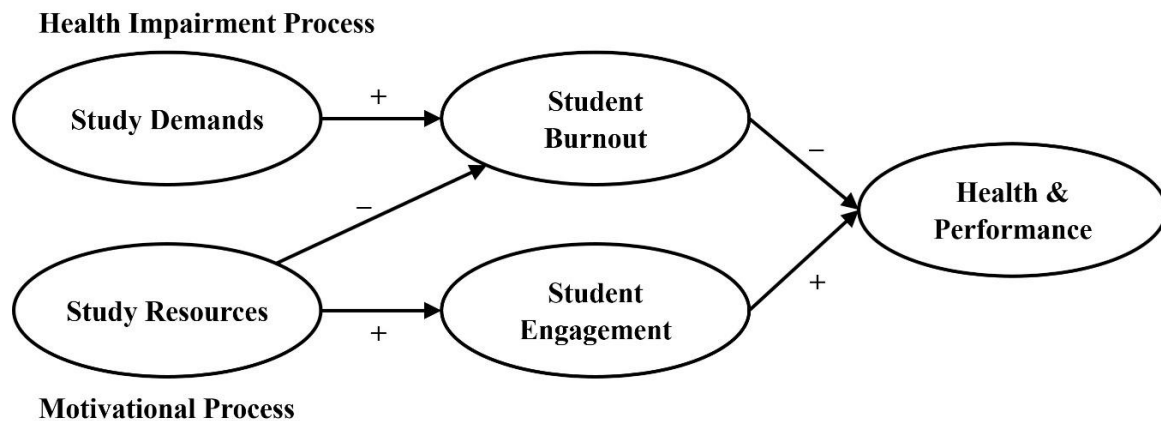 Health Impairment Process
Study Demands
+
Student
Burnout
–
Health &
Performance
–
Study Resources
+
Student
Engagement
+
Motivational Process